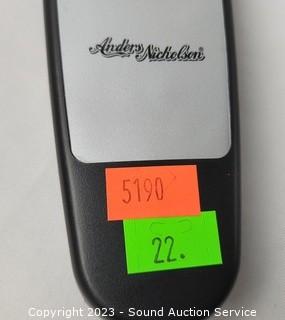 Anders Nicholson
5190
22.
Copyright 2023 - Sound Auction Service